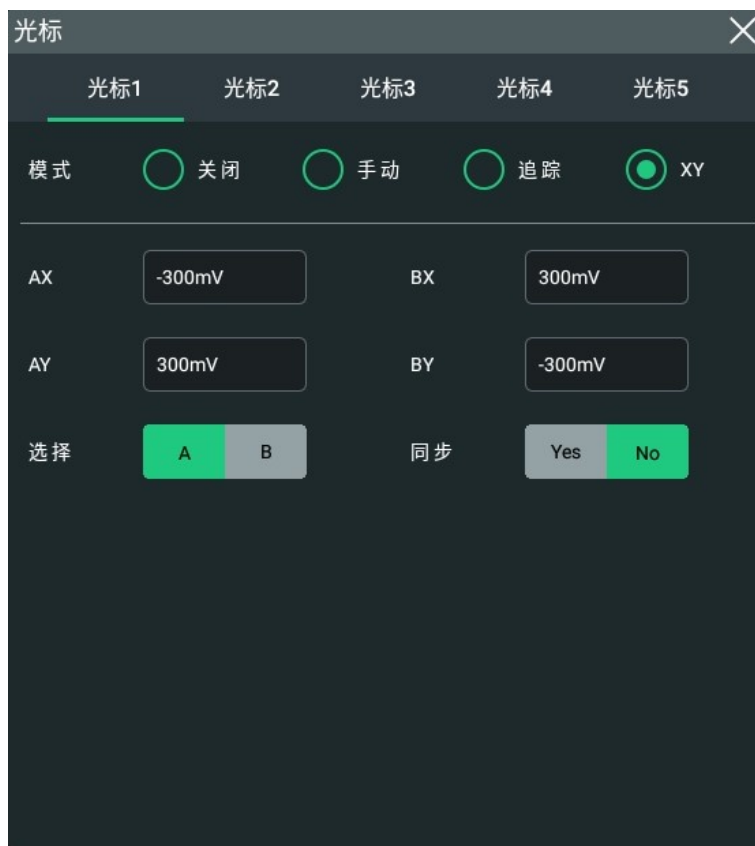 光标
光标1 光标2 光标3 光标4 光标5
模式 关闭 手动 追踪 XY
AX -300mV BX 300mV
AY 300mV BY -300mV
选择 A B 同步 Yes No